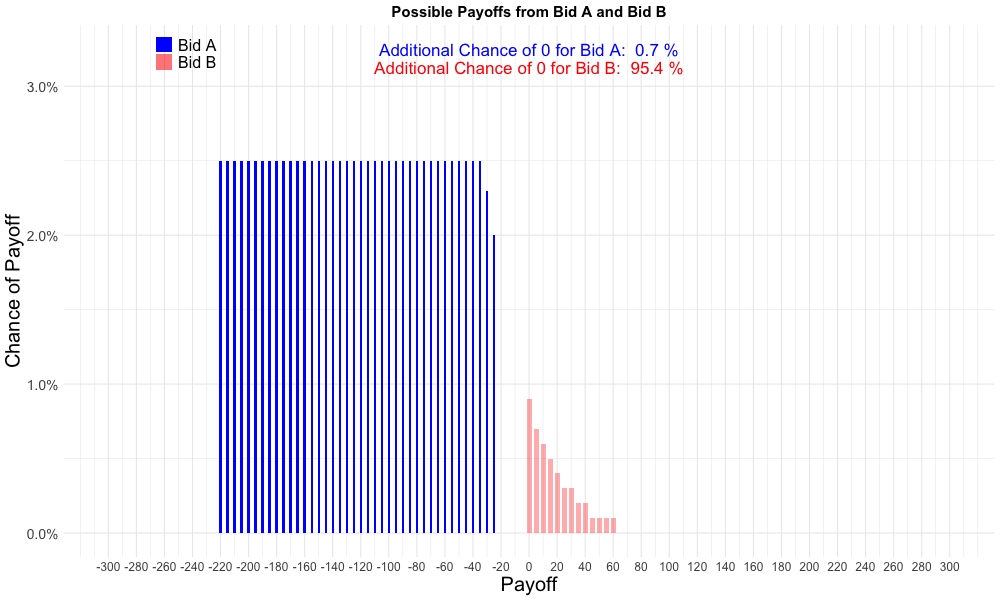 Possible Payoffs from Bid A and Bid B
Bid A
Bid B
Additional Chance of 0 for Bid A:  0.7 %
Additional Chance of 0 for Bid B:  95.4 %
3.0%
2.0%
1.0%
0.0%
Chance of Payoff
-300 -280 -260 -240 -220 -200 -180 -160 -140 -120 -100 -80 -60 -40 -20 0 20 40 60 80 100 120 140 160 180 200 220 240 260 280 300
Payoff